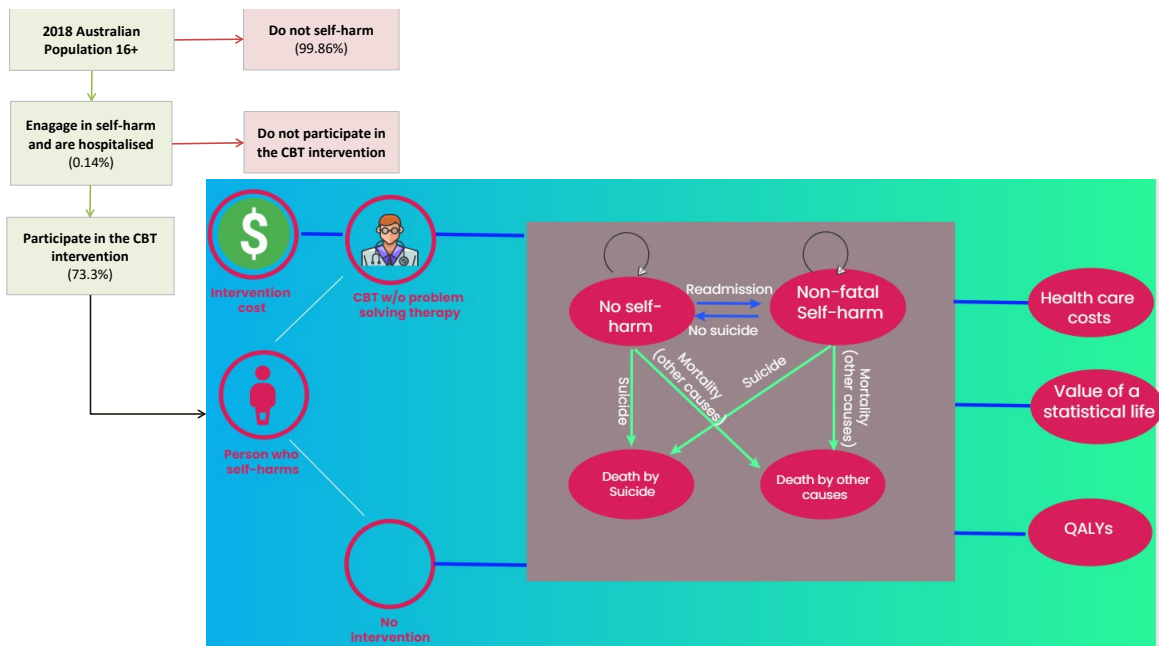 2018 Australian
Population 16+
Do not self-harm
(99.86%)
Enagage in self-harm
and are hospitalised
(0.14%)
Do not participate in
the CBT intervention
Participate in the CBT
intervention
(73.3%)
$
Intervention
cost
CBT w/o problem
solving therapy
Person who
self-harms
No
intervention
No self-
harm
Readmission
No suicide
Non-fatal
Self-harm
Suicide
Mortality
(other causes)
Suicide
Mortality
(other causes)
Death by
Suicide
Death by other
causes
Health care
costs
Value of a
statistical life
QALYs